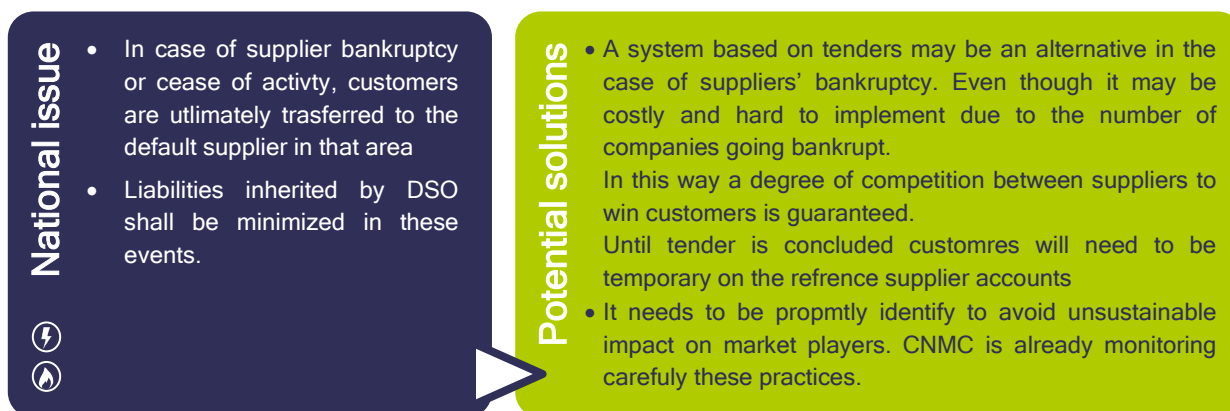 National issue
• In case of supplier bankruptcy
or cease of activty, customers
are utlimately trasferred to the
default supplier in that area
• Liabilities inherited by DSO
shall be minimized in these
events.
Potential solutions
• A system based on tenders may be an alternative in the
case of suppliers’ bankruptcy. Even though it may be
costly and hard to implement due to the number of
companies going bankrupt.
In this way a degree of competition between suppliers to
win customers is guaranteed.
Until tender is concluded customres will need to be
temporary on the refrence supplier accounts
• It needs to be propmtly identify to avoid unsustainable
impact on market players. CNMC is already monitoring
carefuly these practices.